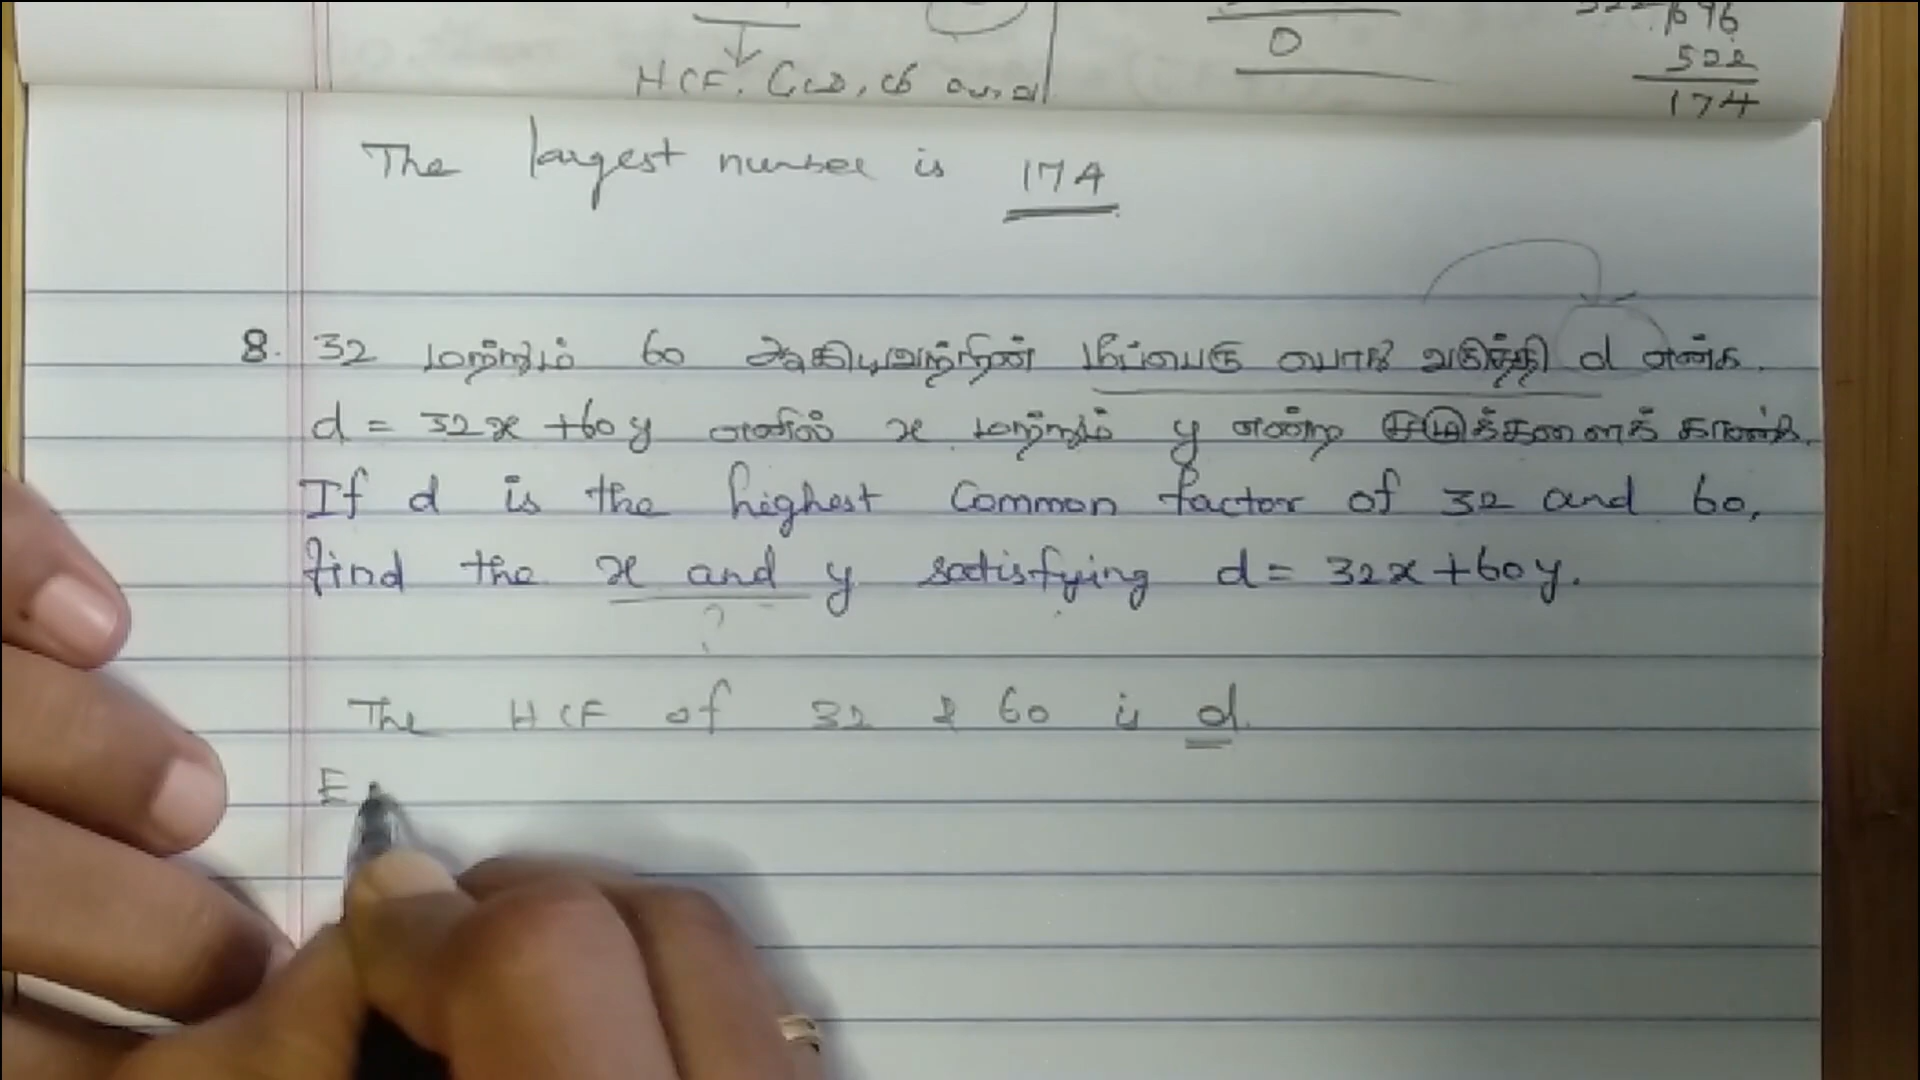 0
696
522
174
HCF.
The largest number is 174
8. 32 மற்றும் 60 ஆகியவற்றின் மீப்பெரு பொது வகுத்தி d என்க.
d = 32x + 60y எனில் x மற்றும் y என்ற களைக் காண்க.
If d is the highest Common factor of 32 and 60,
find the x and y satisfying d = 32x + 60y.
?
The HCF of 32 & 60 is d.
E